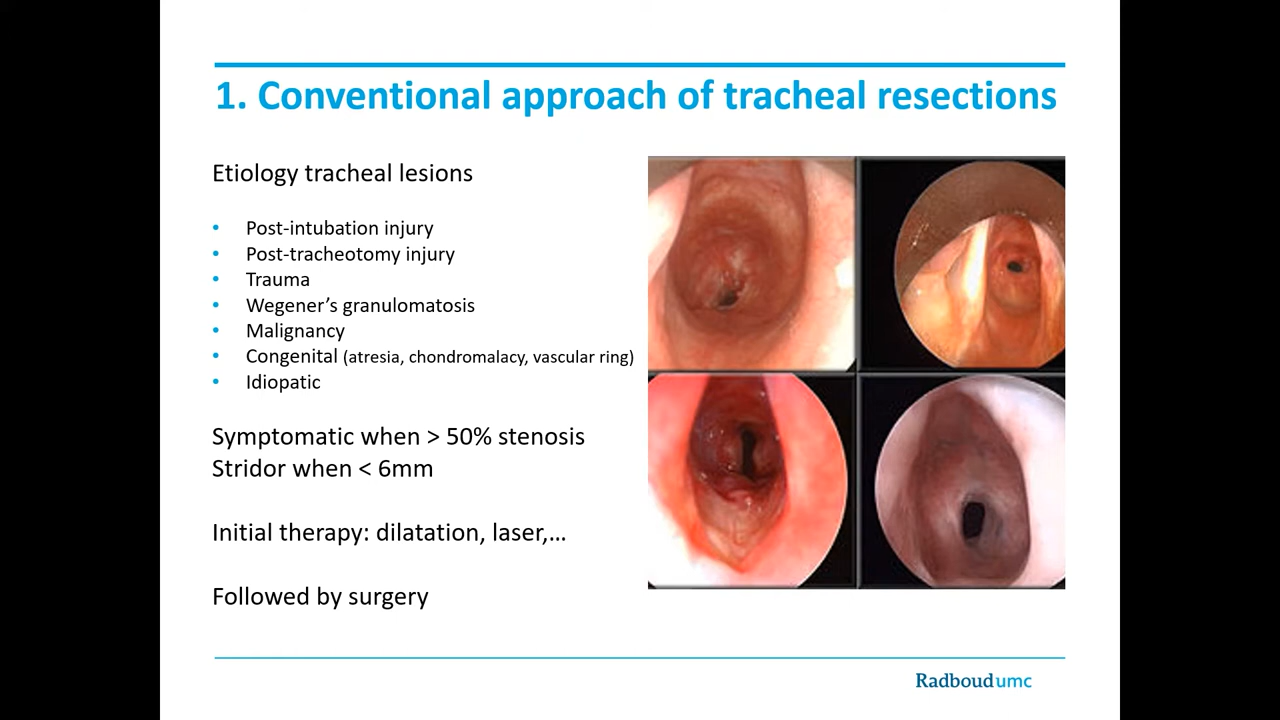 1. Conventional approach of tracheal resections
Etiology tracheal lesions
• Post-intubation injury
• Post-tracheotomy injury
• Trauma
• Wegener’s granulomatosis
• Malignancy
• Congenital (atresia, chondromalacy, vascular ring)
• Idiopatic
Symptomatic when > 50% stenosis
Stridor when < 6mm
Initial therapy: dilatation, laser,…
Followed by surgery
Radboudumc